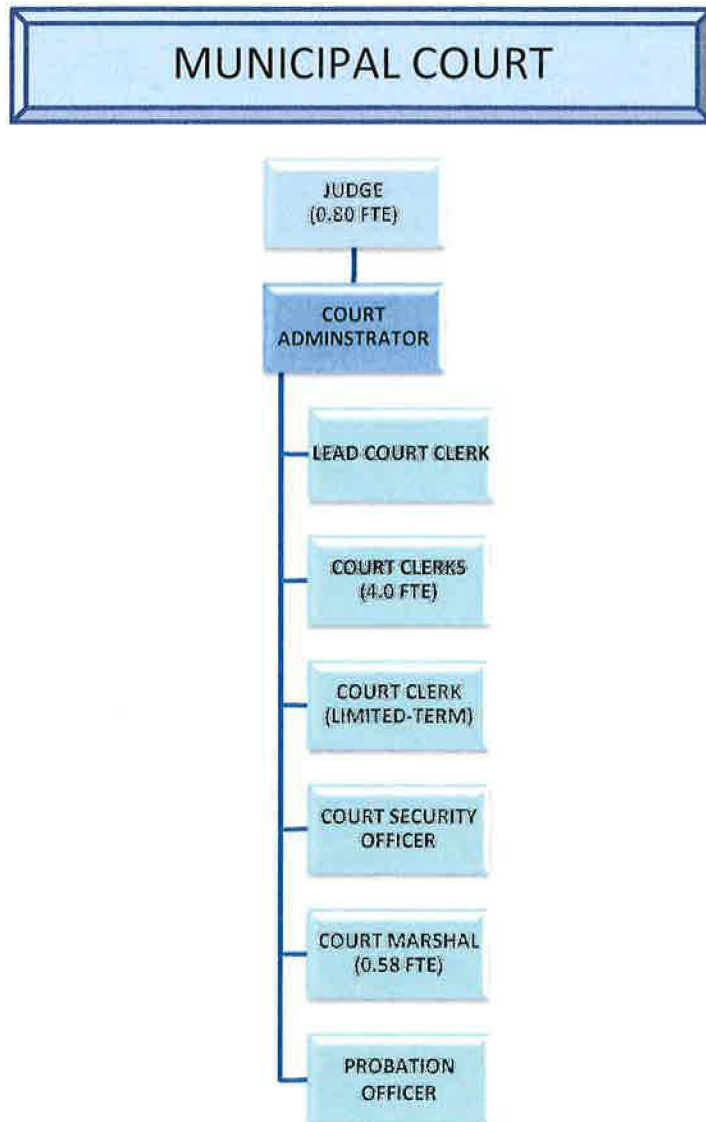 MUNICIPAL COURT
JUDGE
(0.80 FTE)
COURT
ADMINSTRATOR
LEAD COURT CLERK
COURT CLERKS
(4.0 FTE)
COURT CLERK
(LIMITED-TERM)
COURT SECURITY
OFFICER
COURT MARSHAL
(0.58 FTE)
PROBATION
OFFICER